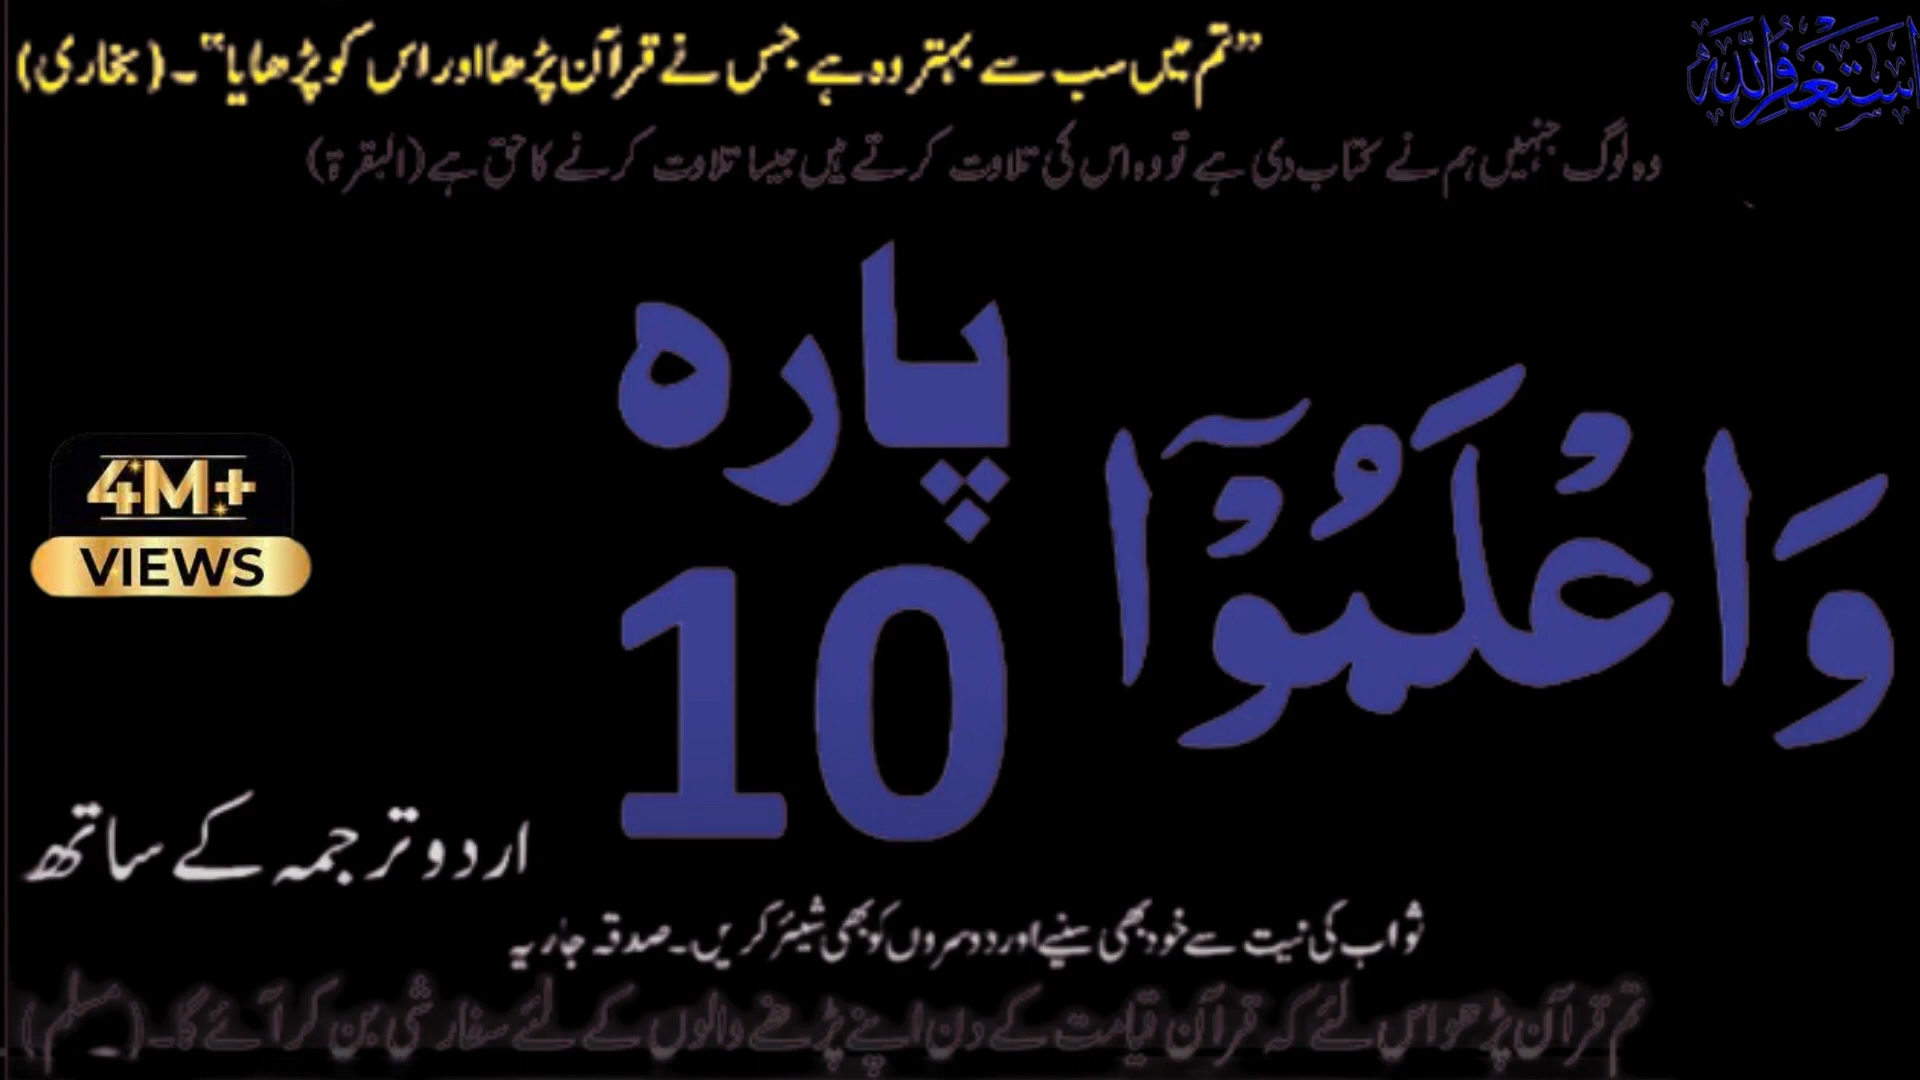 ”تم میں سب سے بہتر وہ ہے جس نے قرآن پڑھا اور اس کو پڑھایا“۔ (بخاری)
استغفراللہ
وہ لوگ جنہیں ہم نے کتاب دی ہے تو وہ اس کی تلاوت کرتے ہیں جیسا تلاوت کرنے کا حق ہے (البقرۃ)
وَاعْلَمُوْٓا
پارہ
10
4M+
VIEWS
اردو ترجمہ کے ساتھ
ثواب کی نیت سے خود بھی سنیے اور دوسروں کو بھی شیئر کریں۔ صدقہ جاریہ
تم قرآن پڑھو اس لئے کہ قرآن قیامت کے دن اپنے پڑھنے والوں کے لئے سفارشی بن کر آئے گا۔ (مسلم)